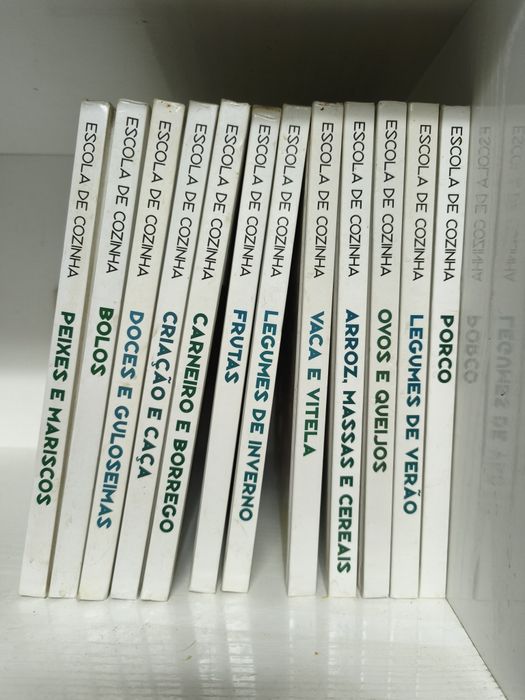 ESCOLA DE COZINHA PEIXES E MARISCOS
ESCOLA DE COZINHA BOLOS
ESCOLA DE COZINHA DOCES E GULOSEIMAS
ESCOLA DE COZINHA CRIAÇÃO E CAÇA
ESCOLA DE COZINHA CARNEIRO E BORREGO
ESCOLA DE COZINHA FRUTAS
ESCOLA DE COZINHA LEGUMES DE INVERNO
ESCOLA DE COZINHA VACA E VITELA
ESCOLA DE COZINHA ARROZ, MASSAS E CEREAIS
ESCOLA DE COZINHA OVOS E QUEIJOS
ESCOLA DE COZINHA LEGUMES DE VERÃO
ESCOLA DE COZINHA PORCO